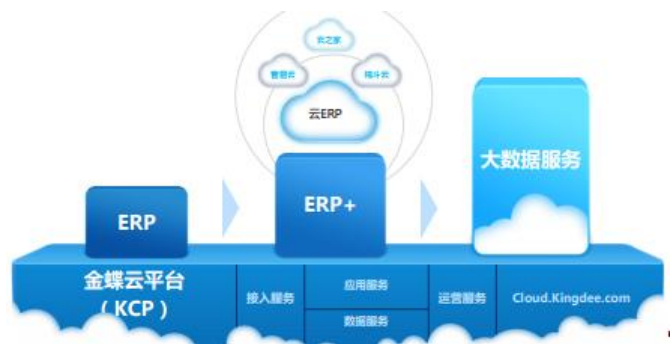 云之家
管易云
精斗云
云ERP
ERP
ERP+
大数据服务
金蝶云平台
(KCP)
接入服务
应用服务
数据服务
运营服务
Cloud.Kingdee.com